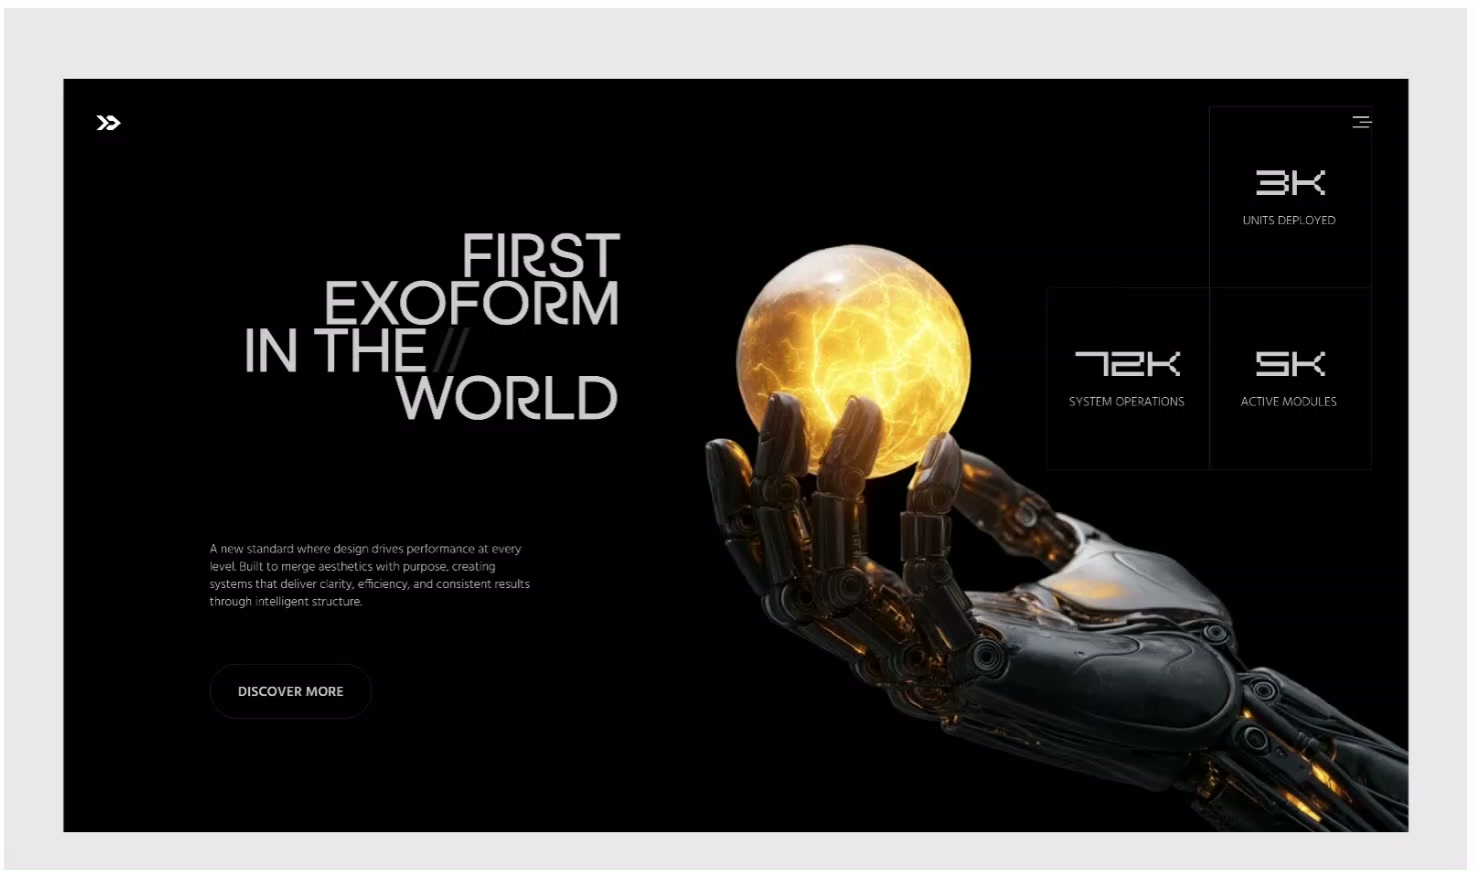 FIRST
EXOFORM
IN THE//
WORLD
A new standard where design drives performance at every
level. Built to merge aesthetics with purpose, creating
systems that deliver clarity, efficiency, and consistent results
through intelligent structure.
DISCOVER MORE
3K
UNITS DEPLOYED
72K
SYSTEM OPERATIONS
5K
ACTIVE MODULES